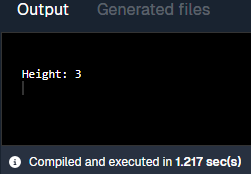 Output Generated files
Height: 3
Compiled and executed in 1.217 sec(s)